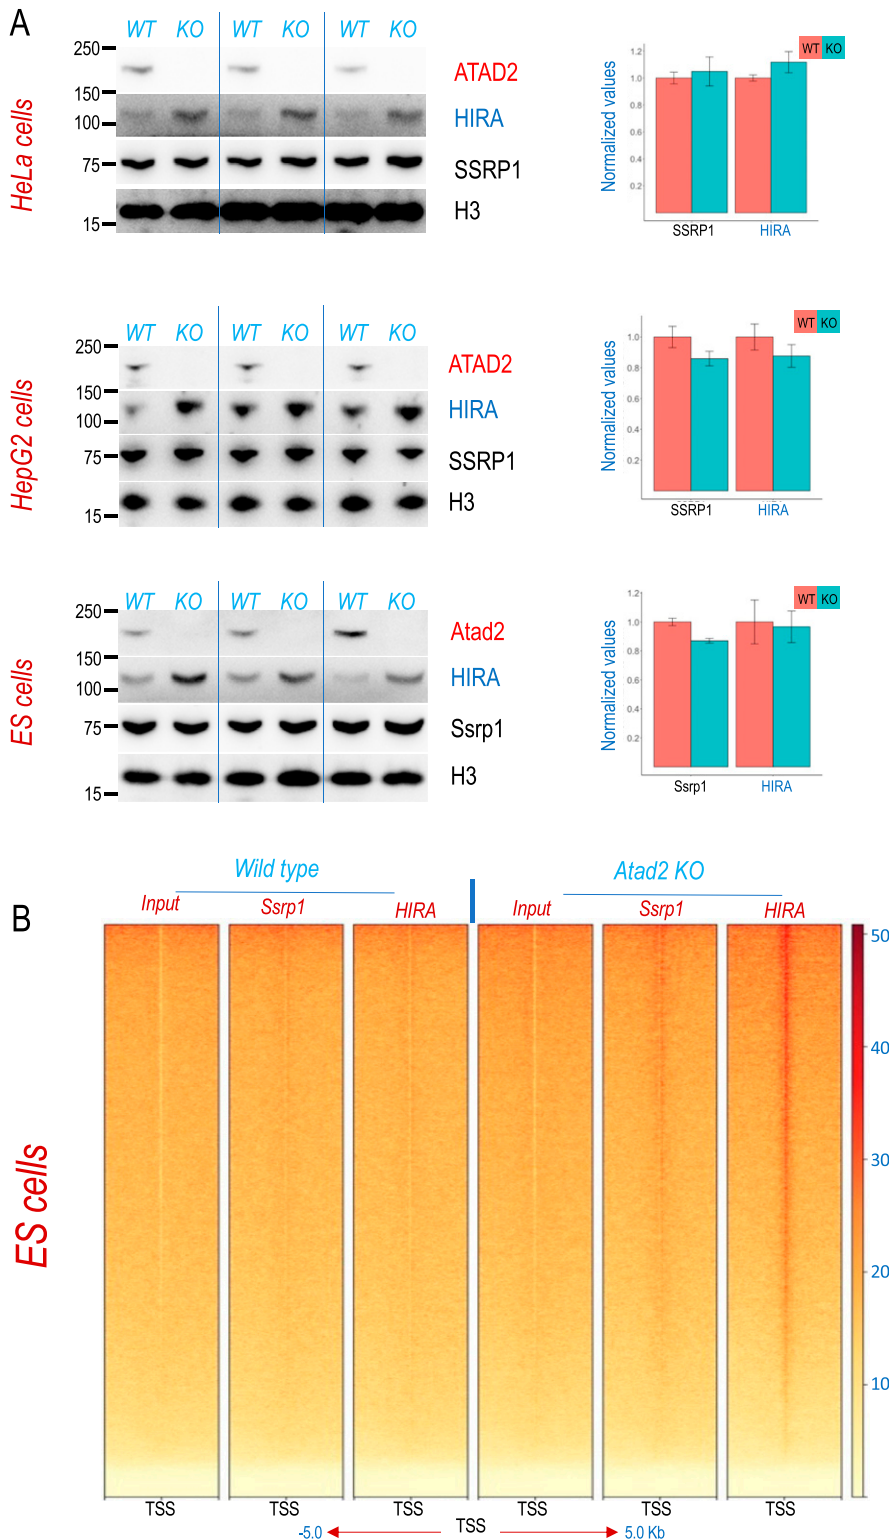 A
WT KO WT KO WT KO
HeLa cells
250
150
100
75
15
ATAD2
HIRA
SSRP1
H3
WT KO
Normalized values
1.2
1.0
0.8
0.6
0.4
0.2
SSRP1 HIRA
WT KO WT KO WT KO
HepG2 cells
250
150
100
75
15
ATAD2
HIRA
SSRP1
H3
WT KO
Normalized values
1.0
0.8
0.6
0.4
0.2
SSRP1 HIRA
WT KO WT KO WT KO
ES cells
250
150
100
75
15
Atad2
HIRA
Ssrp1
H3
WT KO
Normalized values
1.2
1.0
0.8
0.6
0.4
0.2
Ssrp1 HIRA
B
Wild type Atad2 KO
Input Ssrp1 HIRA Input Ssrp1 HIRA
ES cells
50
40
30
20
10
TSS TSS TSS TSS TSS TSS
-5.0 TSS 5.0 Kb